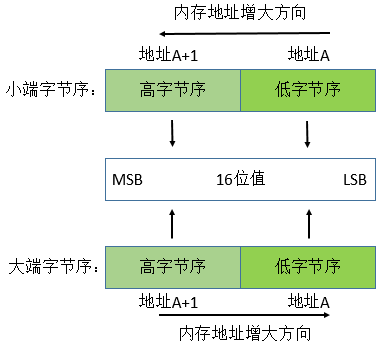 内存地址增大方向
地址A+1 地址A
小端字节序: 高字节序 低字节序
MSB 16位值 LSB
大端字节序: 高字节序 低字节序
地址A+1 地址A
内存地址增大方向